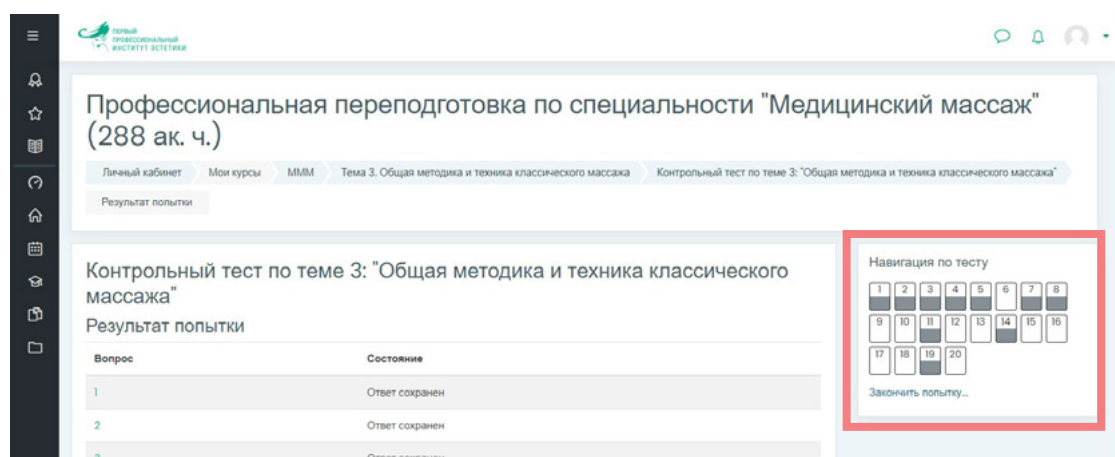 ПЕРВЫЙ
ПРОФЕССИОНАЛЬНЫЙ
ИНСТИТУТ ЭСТЕТИКИ
Профессиональная переподготовка по специальности "Медицинский массаж"
(288 ак. ч.)
Личный кабинет Мои курсы МММ Тема 3. Общая методика и техника классического массажа Контрольный тест по теме 3: "Общая методика и техника классического массажа"
Результат попытки
Контрольный тест по теме 3: "Общая методика и техника классического
массажа"
Результат попытки
Вопрос Состояние
1 Ответ сохранен
2 Ответ сохранен
Навигация по тесту
1 2 3 4 5 6 7 8
9 10 11 12 13 14 15 16
17 18 19 20
Закончить попытку...